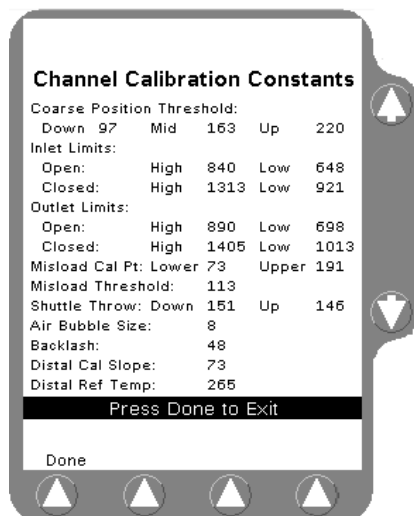 Channel Calibration Constants
Coarse Position Threshold:
Down 97 Mid 163 Up 220
Inlet Limits:
Open: High 840 Low 648
Closed: High 1313 Low 921
Outlet Limits:
Open: High 890 Low 698
Closed: High 1405 Low 1013
Misload Cal Pt: Lower 73 Upper 191
Misload Threshold: 113
Shuttle Throw: Down 151 Up 146
Air Bubble Size: 8
Backlash: 48
Distal Cal Slope: 73
Distal Ref Temp: 265
Press Done to Exit
Done